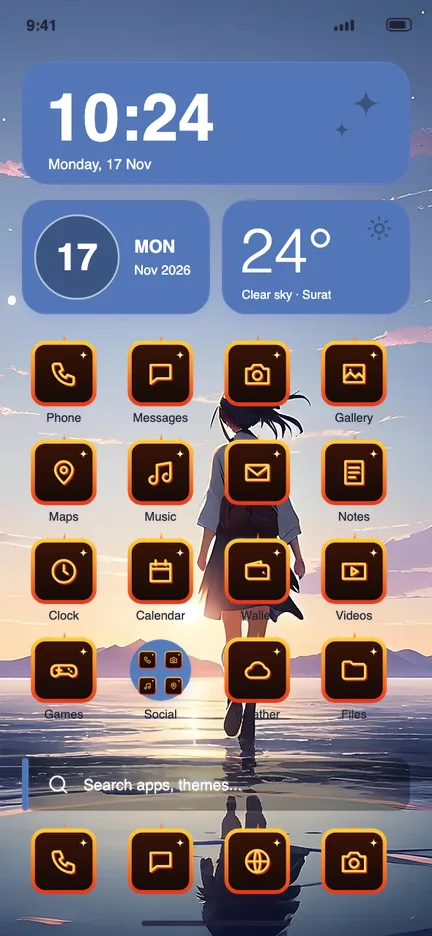 9:41
10:24
Monday, 17 Nov
17
MON
Nov 2026
24°
Clear sky · Surat
Phone
Messages
Gallery
Maps
Music
Notes
Clock
Calendar
Wallet
Videos
Games
Social
Files
Search apps, themes...